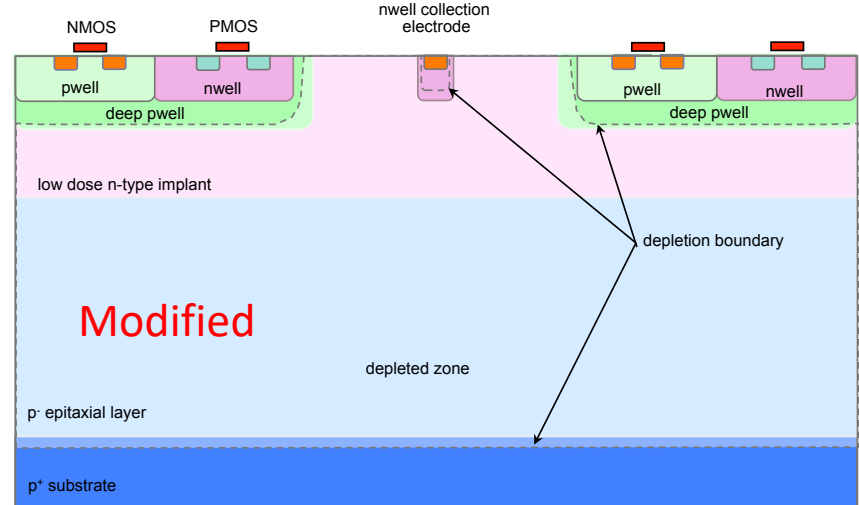 nwell collection
electrode
NMOS
PMOS
pwell
nwell
pwell
nwell
deep pwell
deep pwell
low dose n-type implant
depletion boundary
Modified
depleted zone
p- epitaxial layer
p+ substrate